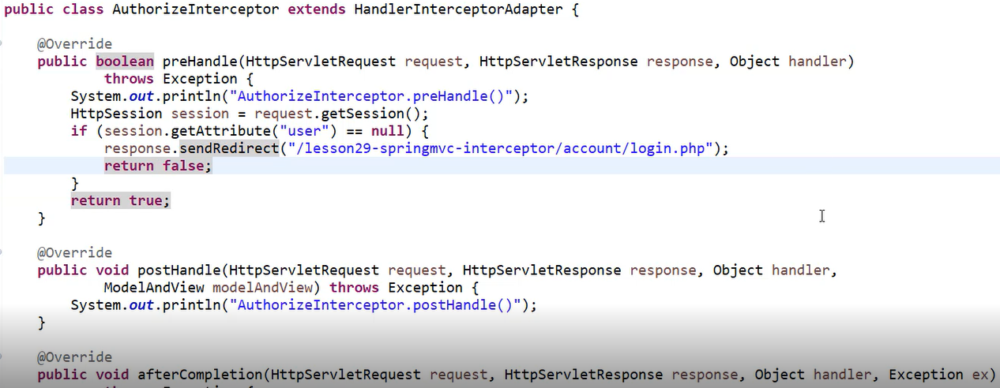 public class AuthorizeInterceptor extends HandlerInterceptorAdapter {
@Override
public boolean preHandle(HttpServletRequest request, HttpServletResponse response, Object handler)
throws Exception {
System.out.println("AuthorizeInterceptor.preHandle()");
HttpSession session = request.getSession();
if (session.getAttribute("user") == null) {
response.sendRedirect("/lesson29-springmvc-interceptor/account/login.php");
return false;
}
return true;
}
@Override
public void postHandle(HttpServletRequest request, HttpServletResponse response, Object handler,
ModelAndView modelAndView) throws Exception {
System.out.println("AuthorizeInterceptor.postHandle()");
}
@Override
public void afterCompletion(HttpServletRequest request, HttpServletResponse response, Object handler, Exception ex)